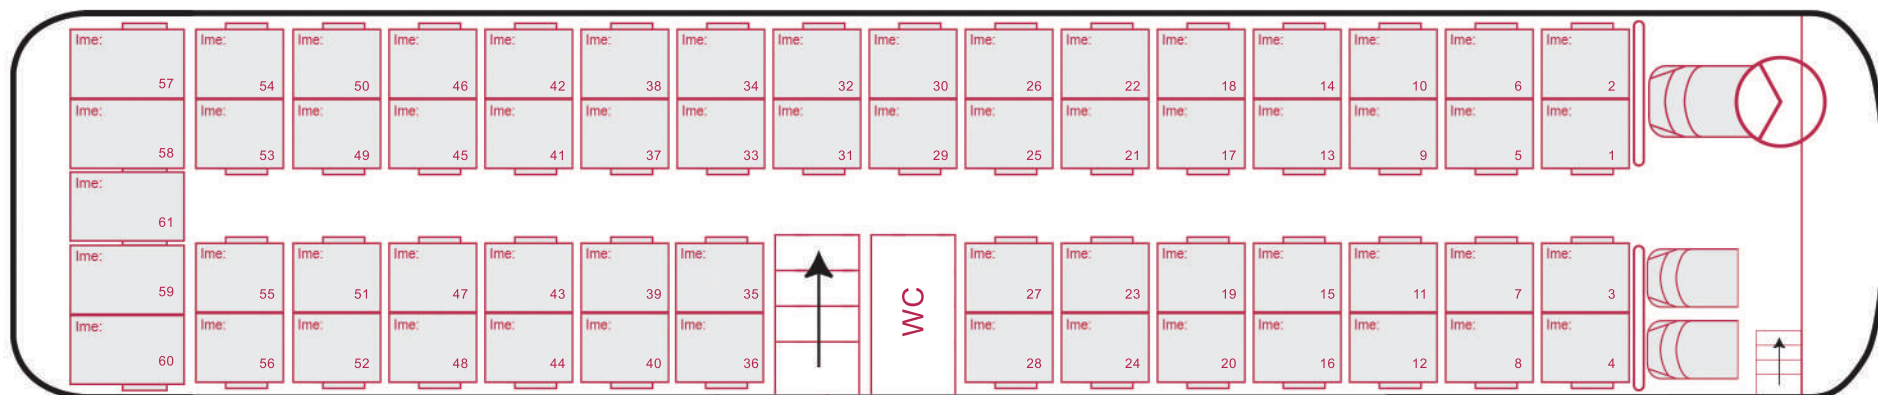 Ime: Ime: Ime: Ime: Ime: Ime: Ime: Ime: Ime: Ime: Ime: Ime: Ime: Ime: Ime: Ime:
57 54 50 46 42 38 34 32 30 26 22 18 14 10 6 2
Ime: Ime: Ime: Ime: Ime: Ime: Ime: Ime: Ime: Ime: Ime: Ime: Ime: Ime: Ime: Ime:
58 53 49 45 41 37 33 31 29 25 21 17 13 9 5 1
Ime:
61
Ime: Ime: Ime: Ime: Ime: Ime: Ime: Ime: Ime: Ime: Ime: Ime: Ime: Ime:
59 55 51 47 43 39 35 27 23 19 15 11 7 3
WC
Ime: Ime: Ime: Ime: Ime: Ime: Ime: Ime: Ime: Ime: Ime: Ime: Ime: Ime:
60 56 52 48 44 40 36 28 24 20 16 12 8 4